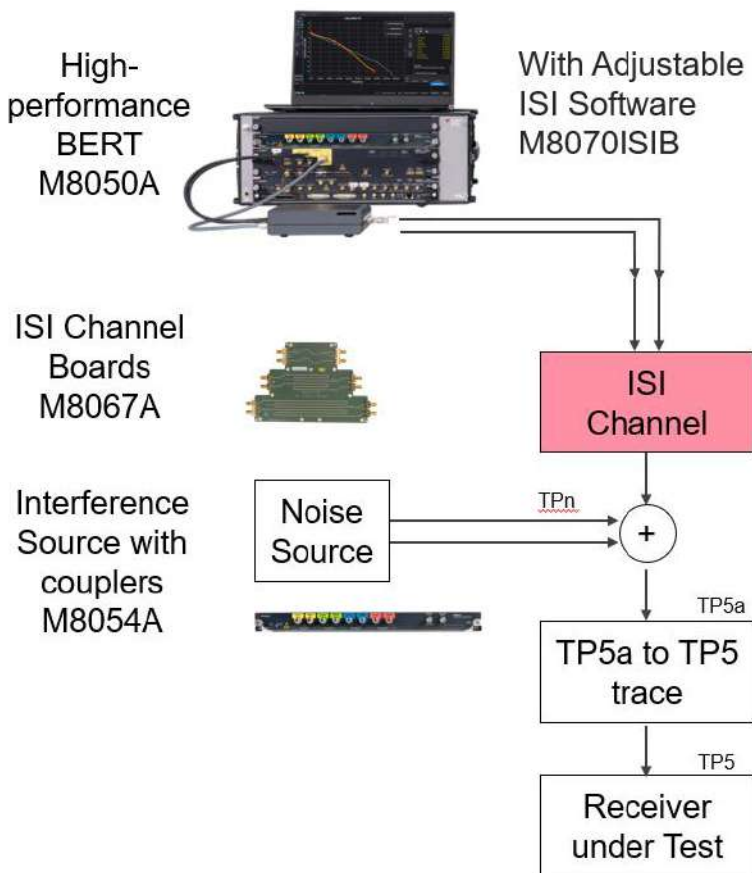 High-
performance
BERT
M8050A
With Adjustable
ISI Software
M8070ISIB
ISI Channel
Boards
M8067A
ISI
Channel
Interference
Source with
couplers
M8054A
Noise
Source
TPn
+
TP5a
TP5a to TP5
trace
TP5
Receiver
under Test